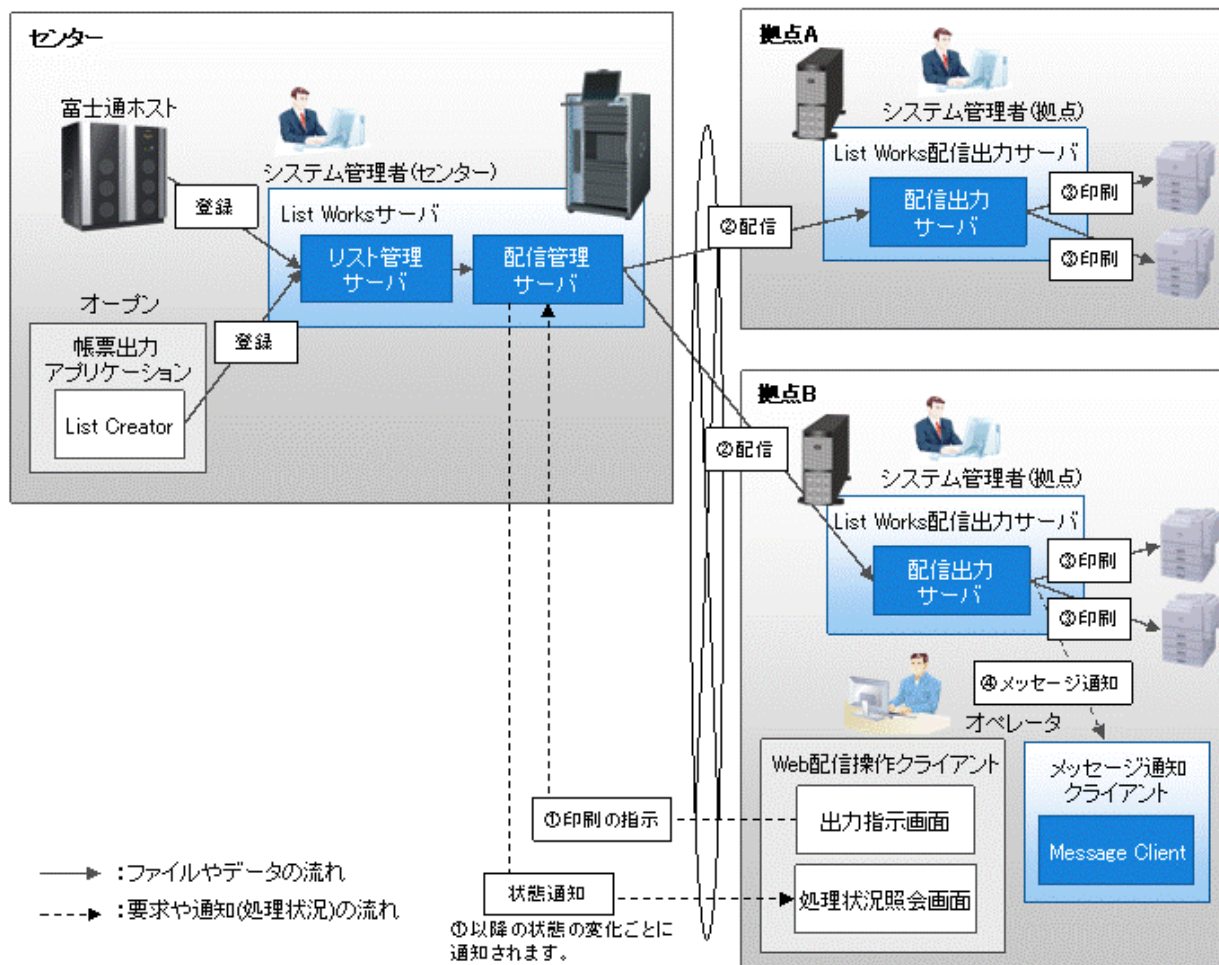 センター
富士通ホスト
システム管理者(センター)
登録
List Worksサーバ
リスト管理
サーバ
配信管理
サーバ
オープン
帳票出力
アプリケーション
List Creator
登録
②配信
②配信
拠点A
システム管理者(拠点)
List Works配信出力サーバ
配信出力
サーバ
③印刷
③印刷
拠点B
システム管理者(拠点)
List Works配信出力サーバ
配信出力
サーバ
③印刷
③印刷
④メッセージ通知
オペレータ
Web配信操作クライアント
出力指示画面
処理状況照会画面
メッセージ通知
クライアント
Message Client
①印刷の指示
状態通知
①以降の状態の変化ごとに
通知されます。
:ファイルやデータの流れ
:要求や通知(処理状況)の流れ